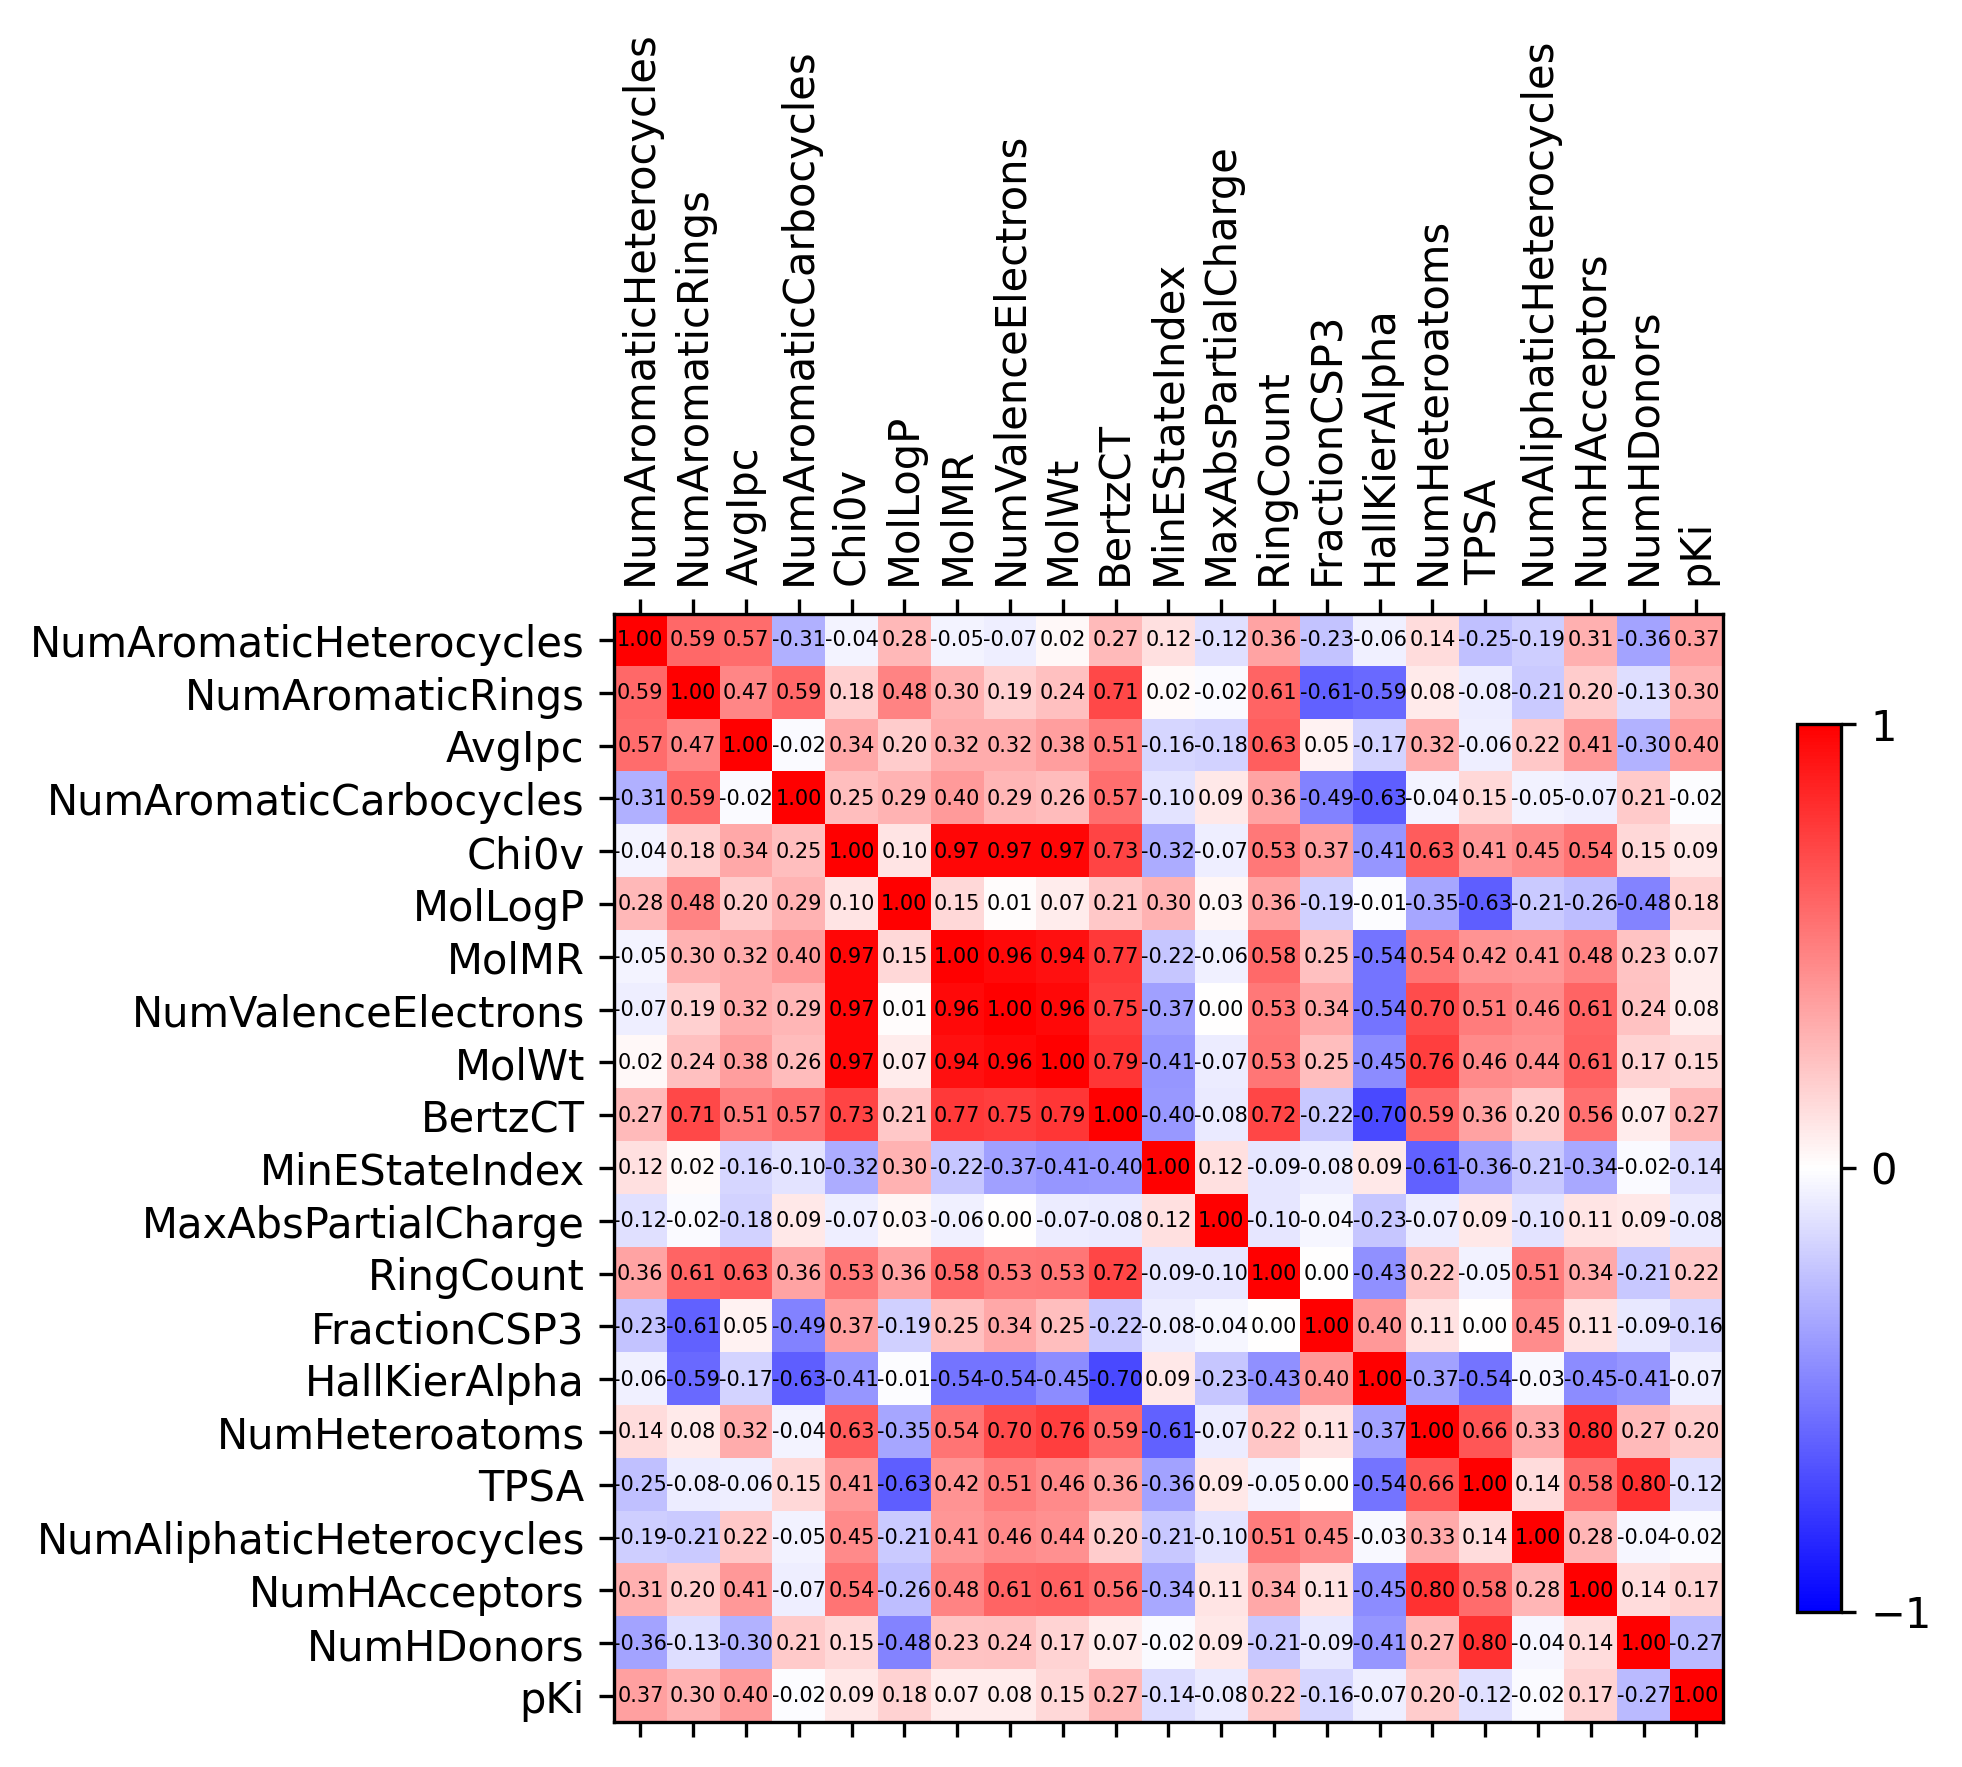 NumAromaticHeterocycles
NumAromaticRings
AvgIpc
NumAromaticCarbocycles
Chi0v
MolLogP
MolMR
NumValenceElectrons
MolWt
BertzCT
MinEStateIndex
MaxAbsPartialCharge
RingCount
FractionCSP3
HallKierAlpha
NumHeteroatoms
TPSA
NumAliphaticHeterocycles
NumHAcceptors
NumHDonors
pKi
NumAromaticHeterocycles 1.00 0.59 0.57 -0.31 -0.04 0.28 -0.05 -0.07 0.02 0.27 0.12 -0.12 0.36 -0.23 -0.06 0.14 -0.25 -0.19 0.31 -0.36 0.37
NumAromaticRings 0.59 1.00 0.47 0.59 0.18 0.48 0.30 0.19 0.24 0.71 0.02 -0.02 0.61 -0.61 -0.59 0.08 -0.08 -0.21 0.20 -0.13 0.30
AvgIpc 0.57 0.47 1.00 -0.02 0.34 0.20 0.32 0.32 0.38 0.51 -0.16 -0.18 0.63 0.05 -0.17 0.32 -0.06 0.22 0.41 -0.30 0.40
NumAromaticCarbocycles -0.31 0.59 -0.02 1.00 0.25 0.29 0.40 0.29 0.26 0.57 -0.10 0.09 0.36 -0.49 -0.63 -0.04 0.15 -0.05 -0.07 0.21 -0.02
Chi0v -0.04 0.18 0.34 0.25 1.00 0.10 0.97 0.97 0.97 0.73 -0.32 -0.07 0.53 0.37 -0.41 0.63 0.41 0.45 0.54 0.15 0.09
MolLogP 0.28 0.48 0.20 0.29 0.10 1.00 0.15 0.01 0.07 0.21 0.30 0.03 0.36 -0.19 -0.01 -0.35 -0.63 -0.21 -0.26 -0.48 0.18
MolMR -0.05 0.30 0.32 0.40 0.97 0.15 1.00 0.96 0.94 0.77 -0.22 -0.06 0.58 0.25 -0.54 0.54 0.42 0.41 0.48 0.23 0.07
NumValenceElectrons -0.07 0.19 0.32 0.29 0.97 0.01 0.96 1.00 0.96 0.75 -0.37 0.00 0.53 0.34 -0.54 0.70 0.51 0.46 0.61 0.24 0.08
MolWt 0.02 0.24 0.38 0.26 0.97 0.07 0.94 0.96 1.00 0.79 -0.41 -0.07 0.53 0.25 -0.45 0.76 0.46 0.44 0.61 0.17 0.15
BertzCT 0.27 0.71 0.51 0.57 0.73 0.21 0.77 0.75 0.79 1.00 -0.40 -0.08 0.72 -0.22 -0.70 0.59 0.36 0.20 0.56 0.07 0.27
MinEStateIndex 0.12 0.02 -0.16 -0.10 -0.32 0.30 -0.22 -0.37 -0.41 -0.40 1.00 0.12 -0.09 -0.08 0.09 -0.61 -0.36 -0.21 -0.34 -0.02 -0.14
MaxAbsPartialCharge -0.12 -0.02 -0.18 0.09 -0.07 0.03 -0.06 0.00 -0.07 -0.08 0.12 1.00 -0.10 -0.04 -0.23 -0.07 0.09 -0.10 0.11 0.09 -0.08
RingCount 0.36 0.61 0.63 0.36 0.53 0.36 0.58 0.53 0.53 0.72 -0.09 -0.10 1.00 0.00 -0.43 0.22 -0.05 0.51 0.34 -0.21 0.22
FractionCSP3 -0.23 -0.61 0.05 -0.49 0.37 -0.19 0.25 0.34 0.25 -0.22 -0.08 -0.04 0.00 1.00 0.40 0.11 0.00 0.45 0.11 -0.09 -0.16
HallKierAlpha -0.06 -0.59 -0.17 -0.63 -0.41 -0.01 -0.54 -0.54 -0.45 -0.70 0.09 -0.23 -0.43 0.40 1.00 -0.37 -0.54 -0.03 -0.45 -0.41 -0.07
NumHeteroatoms 0.14 0.08 0.32 -0.04 0.63 -0.35 0.54 0.70 0.76 0.59 -0.61 -0.07 0.22 0.11 -0.37 1.00 0.66 0.33 0.80 0.27 0.20
TPSA -0.25 -0.08 -0.06 0.15 0.41 -0.63 0.42 0.51 0.46 0.36 -0.36 0.09 -0.05 0.00 -0.54 0.66 1.00 0.14 0.58 0.80 -0.12
NumAliphaticHeterocycles -0.19 -0.21 0.22 -0.05 0.45 -0.21 0.41 0.46 0.44 0.20 -0.21 -0.10 0.51 0.45 -0.03 0.33 0.14 1.00 0.28 -0.04 -0.02
NumHAcceptors 0.31 0.20 0.41 -0.07 0.54 -0.26 0.48 0.61 0.61 0.56 -0.34 0.11 0.34 0.11 -0.45 0.80 0.58 0.28 1.00 0.14 0.17
NumHDonors -0.36 -0.13 -0.30 0.21 0.15 -0.48 0.23 0.24 0.17 0.07 -0.02 0.09 -0.21 -0.09 -0.41 0.27 0.80 -0.04 0.14 1.00 -0.27
pKi 0.37 0.30 0.40 -0.02 0.09 0.18 0.07 0.08 0.15 0.27 -0.14 -0.08 0.22 -0.16 -0.07 0.20 -0.12 -0.02 0.17 -0.27 1.00
1
0
−1